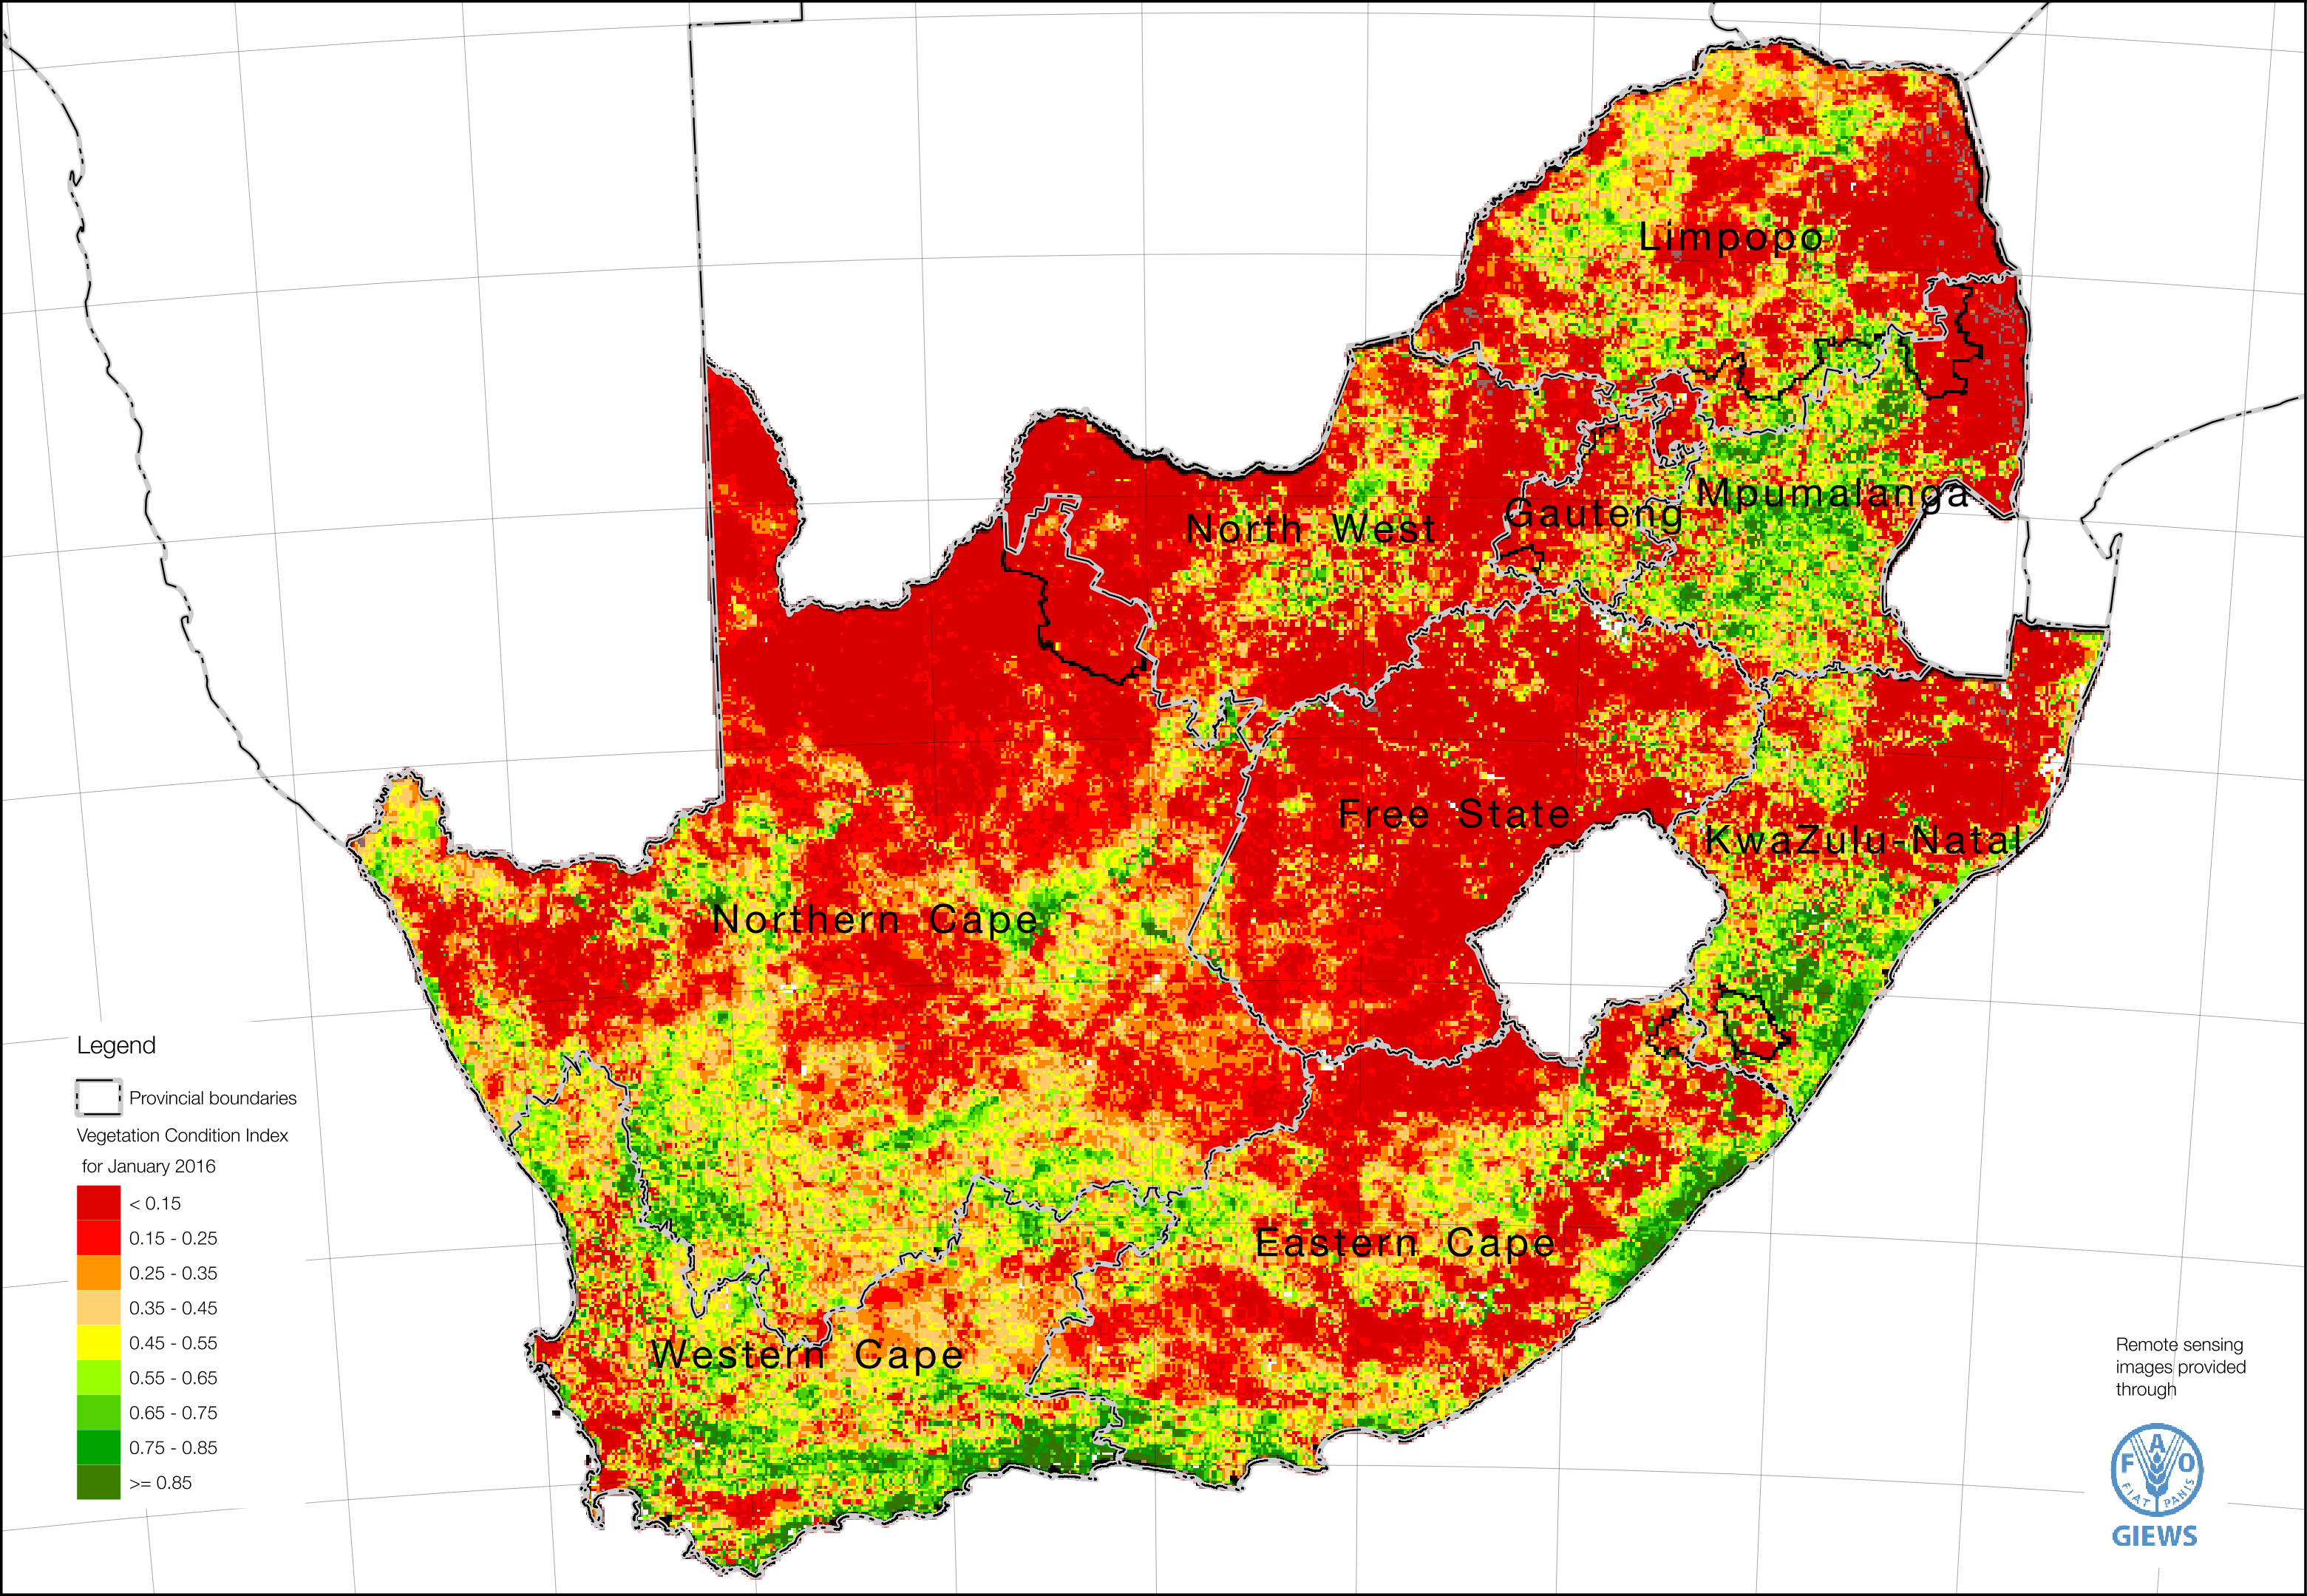 Limpopo
Mpumalanga
Gauteng
North West
Free State
KwaZulu-Natal
Northern Cape
Eastern Cape
Western Cape
Legend
Provincial boundaries
Vegetation Condition Index
for January 2016
< 0.15
0.15 - 0.25
0.25 - 0.35
0.35 - 0.45
0.45 - 0.55
0.55 - 0.65
0.65 - 0.75
0.75 - 0.85
>= 0.85
Remote sensing
images provided
through
F A O
FIAT PANIS
GIEWS